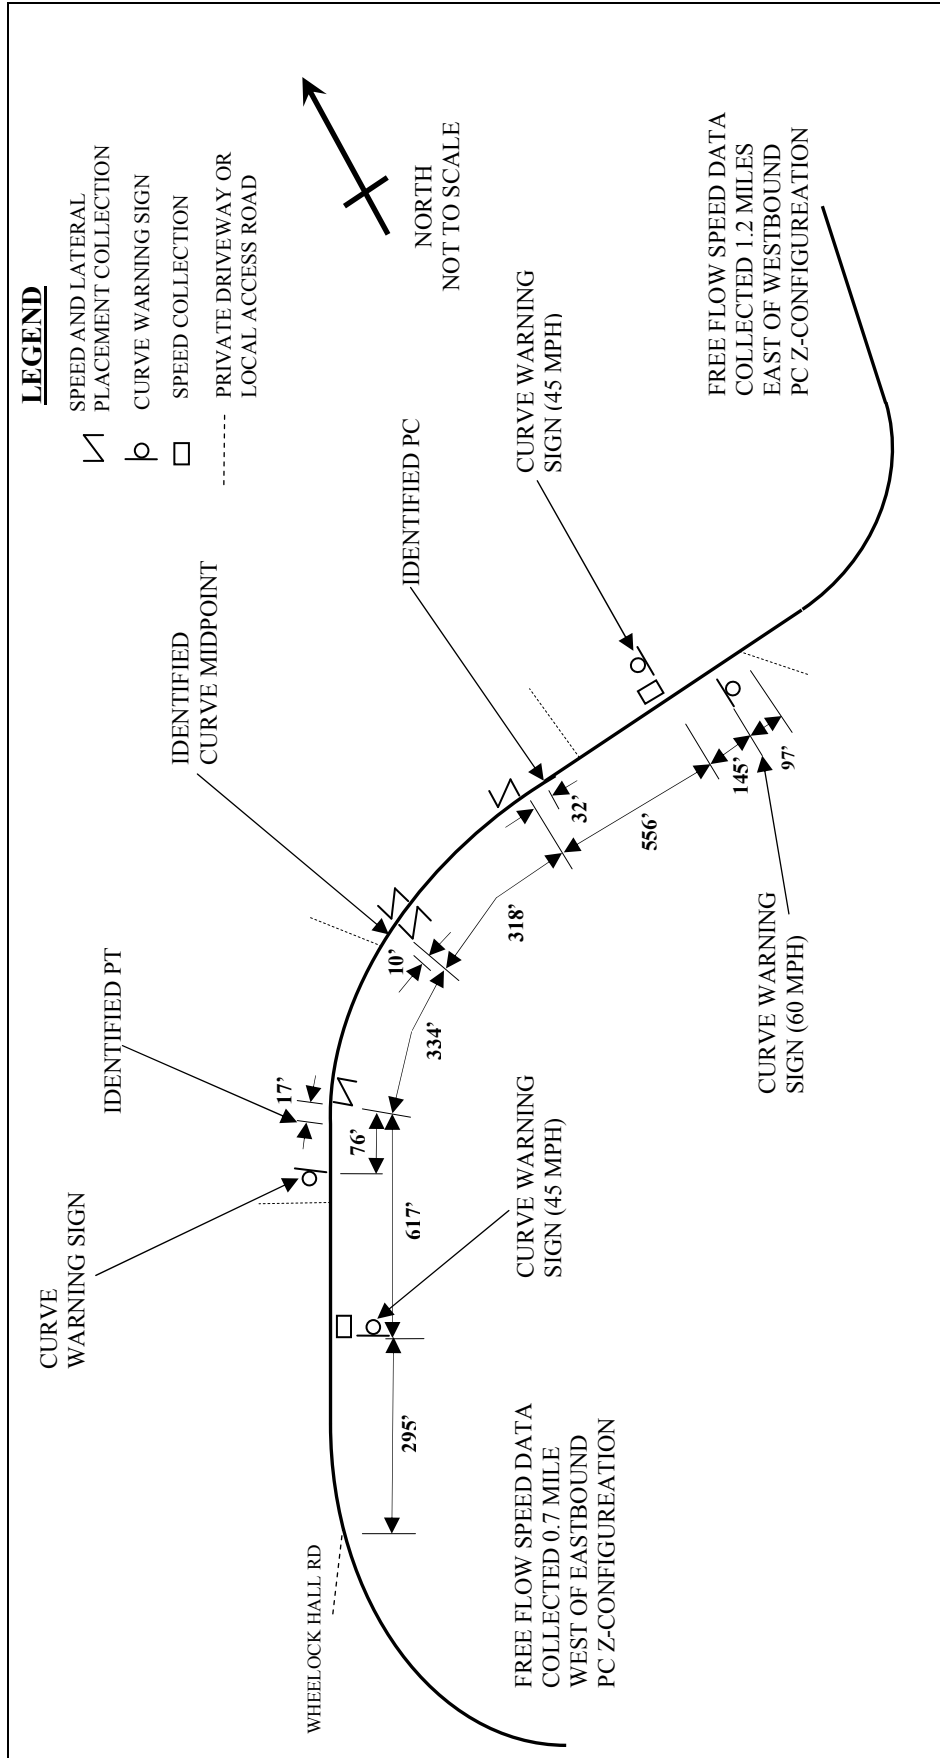 LEGEND
SPEED AND LATERAL
PLACEMENT COLLECTION
CURVE WARNING SIGN
SPEED COLLECTION
PRIVATE DRIVEWAY OR
LOCAL ACCESS ROAD
NORTH
NOT TO SCALE
CURVE
WARNING SIGN
IDENTIFIED PT
IDENTIFIED
CURVE MIDPOINT
IDENTIFIED PC
CURVE WARNING
SIGN (45 MPH)
FREE FLOW SPEED DATA
COLLECTED 1.2 MILES
EAST OF WESTBOUND
PC Z-CONFIGUREATION
WHEELOCK HALL RD
295’
617’
76’
17’
334’
10’
318’
32’
556’
145’
97’
CURVE WARNING
SIGN (45 MPH)
CURVE WARNING
SIGN (60 MPH)
FREE FLOW SPEED DATA
COLLECTED 0.7 MILE
WEST OF EASTBOUND
PC Z-CONFIGUREATION